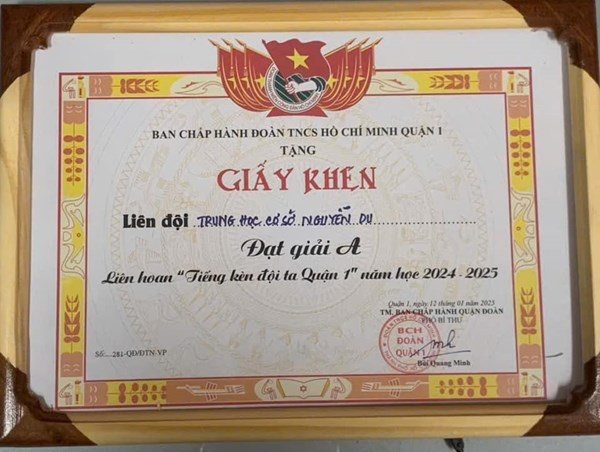 BAN CHẤP HÀNH ĐOÀN TNCS HỒ CHÍ MINH QUẬN 1
TẶNG
GIẤY KHEN
Liên đội TRUNG HỌC CƠ SỞ NGUYỄN DU
Đạt giải A
Liên hoan "Tiếng kèn đội ta Quận 1" năm học 2024 - 2025
Quận 1, ngày 12 tháng 01 năm 2025
TM. BAN CHẤP HÀNH QUẬN ĐOÀN
PHÓ BÍ THƯ
BCH
ĐOÀN
QUẬN 1
Số: 281-QĐ/ĐTN-VP
Bùi Quang Minh